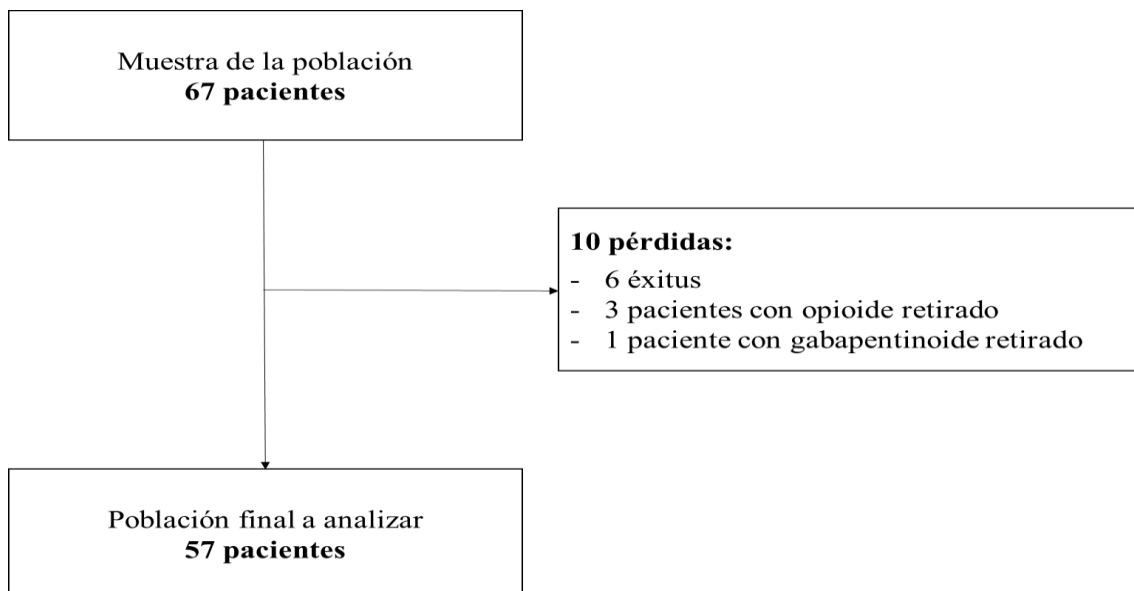 Muestra de la población
67 pacientes
10 pérdidas:
- 6 éxitus
- 3 pacientes con opioide retirado
- 1 paciente con gabapentinoide retirado
Población final a analizar
57 pacientes